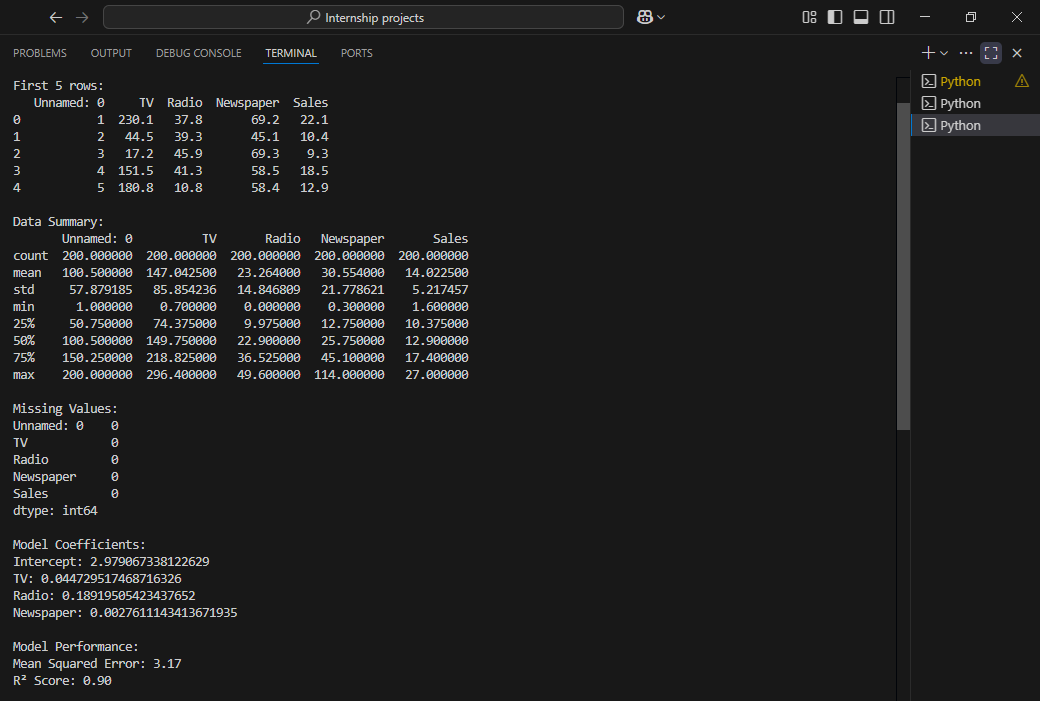 Internship projects
PROBLEMS OUTPUT DEBUG CONSOLE TERMINAL PORTS
First 5 rows:
   Unnamed: 0     TV  Radio  Newspaper  Sales
0           1  230.1   37.8       69.2   22.1
1           2   44.5   39.3       45.1   10.4
2           3   17.2   45.9       69.3    9.3
3           4  151.5   41.3       58.5   18.5
4           5  180.8   10.8       58.4   12.9
Data Summary:
       Unnamed: 0          TV       Radio   Newspaper       Sales
count  200.000000  200.000000  200.000000  200.000000  200.000000
mean   100.500000  147.042500   23.264000   30.554000   14.022500
std     57.879185   85.854236   14.846809   21.778621    5.217457
min      1.000000    0.700000    0.000000    0.300000    1.600000
25%     50.750000   74.375000    9.975000   12.750000   10.375000
50%    100.500000  149.750000   22.900000   25.750000   12.900000
75%    150.250000  218.825000   36.525000   45.100000   17.400000
max    200.000000  296.400000   49.600000  114.000000   27.000000
Missing Values:
Unnamed: 0    0
TV            0
Radio         0
Newspaper     0
Sales         0
dtype: int64
Model Coefficients:
Intercept: 2.979067338122629
TV: 0.044729517468716326
Radio: 0.18919505423437652
Newspaper: 0.0027611143413671935
Model Performance:
Mean Squared Error: 3.17
R² Score: 0.90
Python
Python
Python